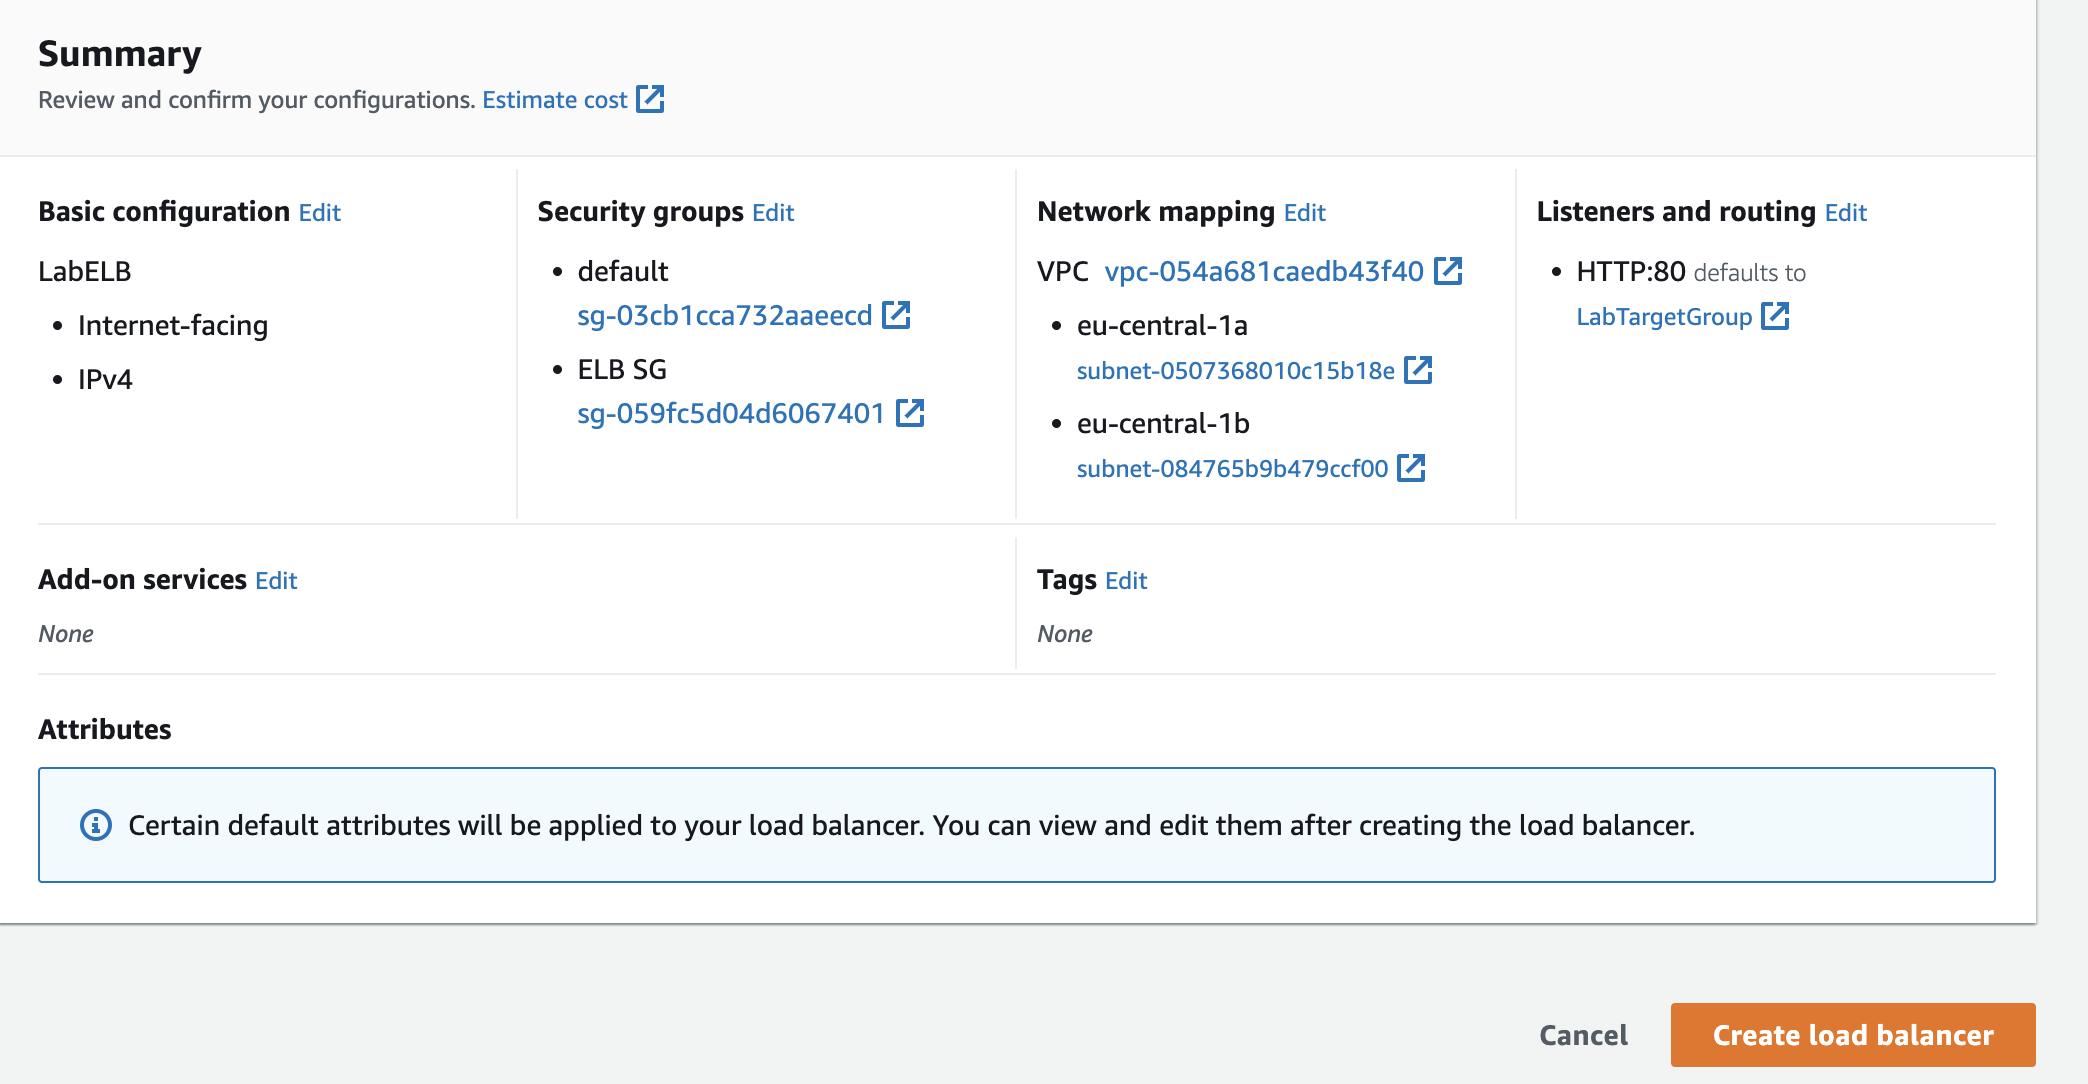 Summary
Review and confirm your configurations. Estimate cost
Basic configuration Edit
LabELB
• Internet-facing
• IPv4
Security groups Edit
• default
sg-03cb1cca732aaeecd
• ELB SG
sg-059fc5d04d6067401
Network mapping Edit
VPC vpc-054a681caedb43f40
• eu-central-1a
subnet-0507368010c15b18e
• eu-central-1b
subnet-084765b9b479ccf00
Listeners and routing Edit
• HTTP:80 defaults to
LabTargetGroup
Add-on services Edit
None
Tags Edit
None
Attributes
Certain default attributes will be applied to your load balancer. You can view and edit them after creating the load balancer.
Cancel
Create load balancer